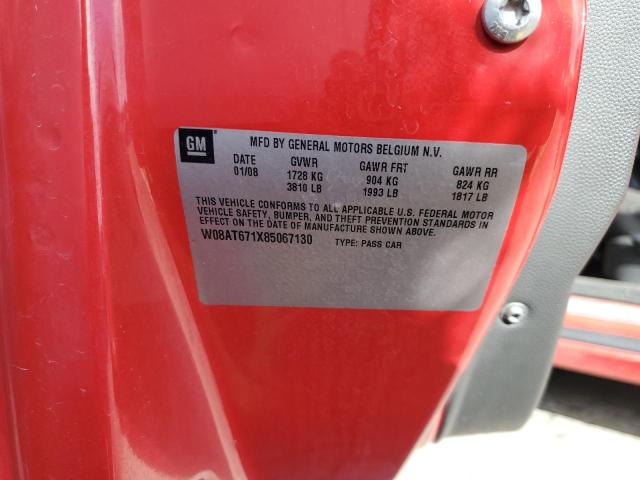 GM
MFD BY GENERAL MOTORS BELGIUM N.V.
DATE GVWR GAWR FRT GAWR RR
01/08 1728 KG 904 KG 824 KG
3810 LB 1993 LB 1817 LB
THIS VEHICLE CONFORMS TO ALL APPLICABLE U.S. FEDERAL MOTOR
VEHICLE SAFETY, BUMPER, AND THEFT PREVENTION STANDARDS IN
EFFECT ON THE DATE OF MANUFACTURE SHOWN ABOVE.
W08AT671X85067130 TYPE: PASS CAR